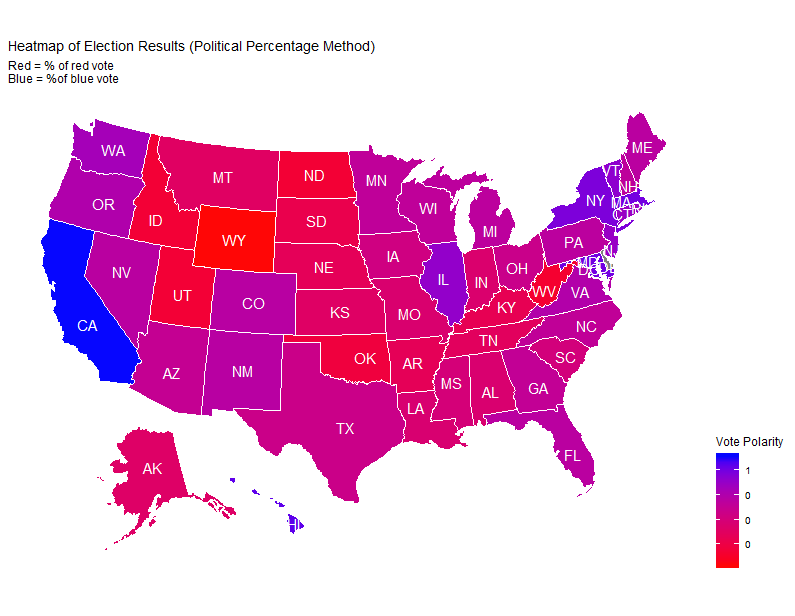 Heatmap of Election Results (Political Percentage Method)
Red = % of red vote
Blue = %of blue vote
WA
ME
MT
ND
MN
VT
OR
ID
SD
WI
NH
NY
MA
CT
WY
MI
PA
IA
NE
NV
IL
IN
OH
UT
CO
KS
MO
KY
WV
VA
CA
NC
TN
OK
AR
SC
AZ
NM
MS
AL
GA
LA
TX
FL
AK
HI
Vote Polarity
1
0
0
0